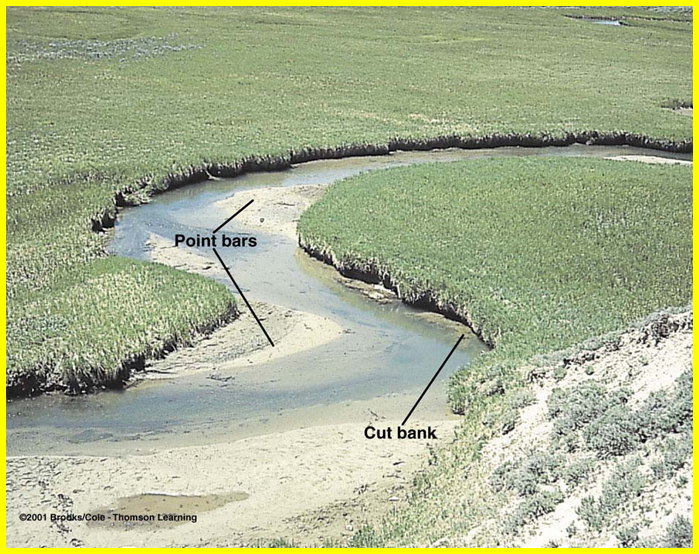 Point bars
Cut bank
©2001 Brooks/Cole - Thomson Learning